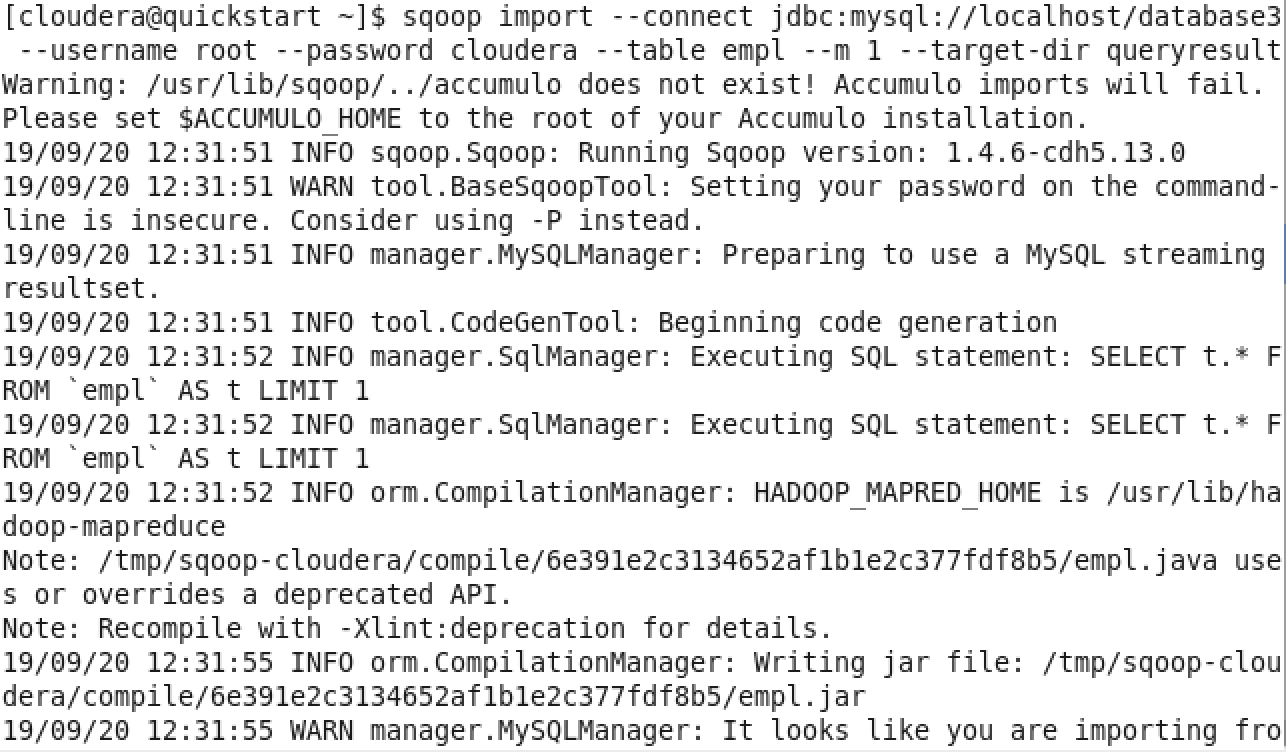 [cloudera@quickstart ~]$ sqoop import --connect jdbc:mysql://localhost/database3
 --username root --password cloudera --table empl --m 1 --target-dir queryresult
Warning: /usr/lib/sqoop/../accumulo does not exist! Accumulo imports will fail.
Please set $ACCUMULO_HOME to the root of your Accumulo installation.
19/09/20 12:31:51 INFO sqoop.Sqoop: Running Sqoop version: 1.4.6-cdh5.13.0
19/09/20 12:31:51 WARN tool.BaseSqoopTool: Setting your password on the command-
line is insecure. Consider using -P instead.
19/09/20 12:31:51 INFO manager.MySQLManager: Preparing to use a MySQL streaming
resultset.
19/09/20 12:31:51 INFO tool.CodeGenTool: Beginning code generation
19/09/20 12:31:52 INFO manager.SqlManager: Executing SQL statement: SELECT t.* F
ROM `empl` AS t LIMIT 1
19/09/20 12:31:52 INFO manager.SqlManager: Executing SQL statement: SELECT t.* F
ROM `empl` AS t LIMIT 1
19/09/20 12:31:52 INFO orm.CompilationManager: HADOOP_MAPRED_HOME is /usr/lib/ha
doop-mapreduce
Note: /tmp/sqoop-cloudera/compile/6e391e2c3134652af1b1e2c377fdf8b5/empl.java use
s or overrides a deprecated API.
Note: Recompile with -Xlint:deprecation for details.
19/09/20 12:31:55 INFO orm.CompilationManager: Writing jar file: /tmp/sqoop-clou
dera/compile/6e391e2c3134652af1b1e2c377fdf8b5/empl.jar
19/09/20 12:31:55 WARN manager.MySQLManager: It looks like you are importing fro